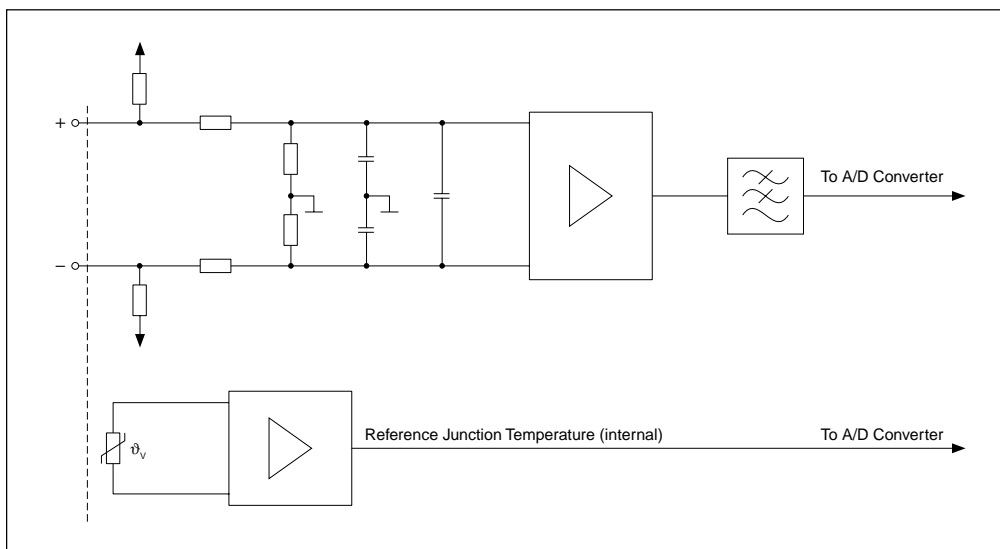 +
To A/D Converter
−
Reference Junction Temperature (internal)
To A/D Converter
ϑv